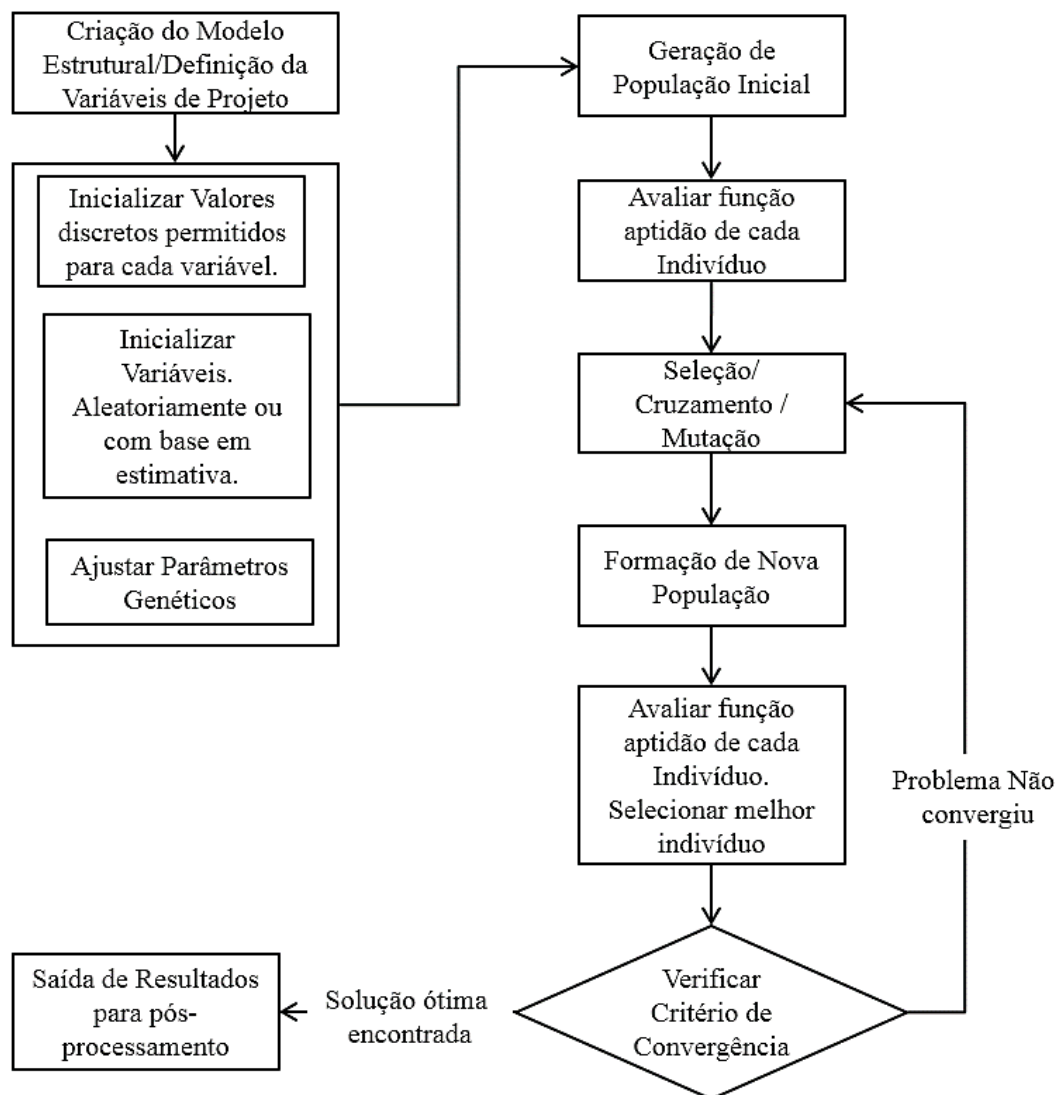 Criação do Modelo
Estrutural/Definição da
Variáveis de Projeto
Inicializar Valores
discretos permitidos
para cada variável.
Inicializar
Variáveis.
Aleatoriamente ou
com base em
estimativa.
Ajustar Parâmetros
Genéticos
Geração de
População Inicial
Avaliar função
aptidão de cada
Indivíduo
Seleção/
Cruzamento /
Mutação
Formação de Nova
População
Avaliar função
aptidão de cada
Indivíduo.
Selecionar melhor
indivíduo
Problema Não
convergiu
Verificar
Critério de
Convergência
Solução ótima
encontrada
Saída de Resultados
para pós-
processamento